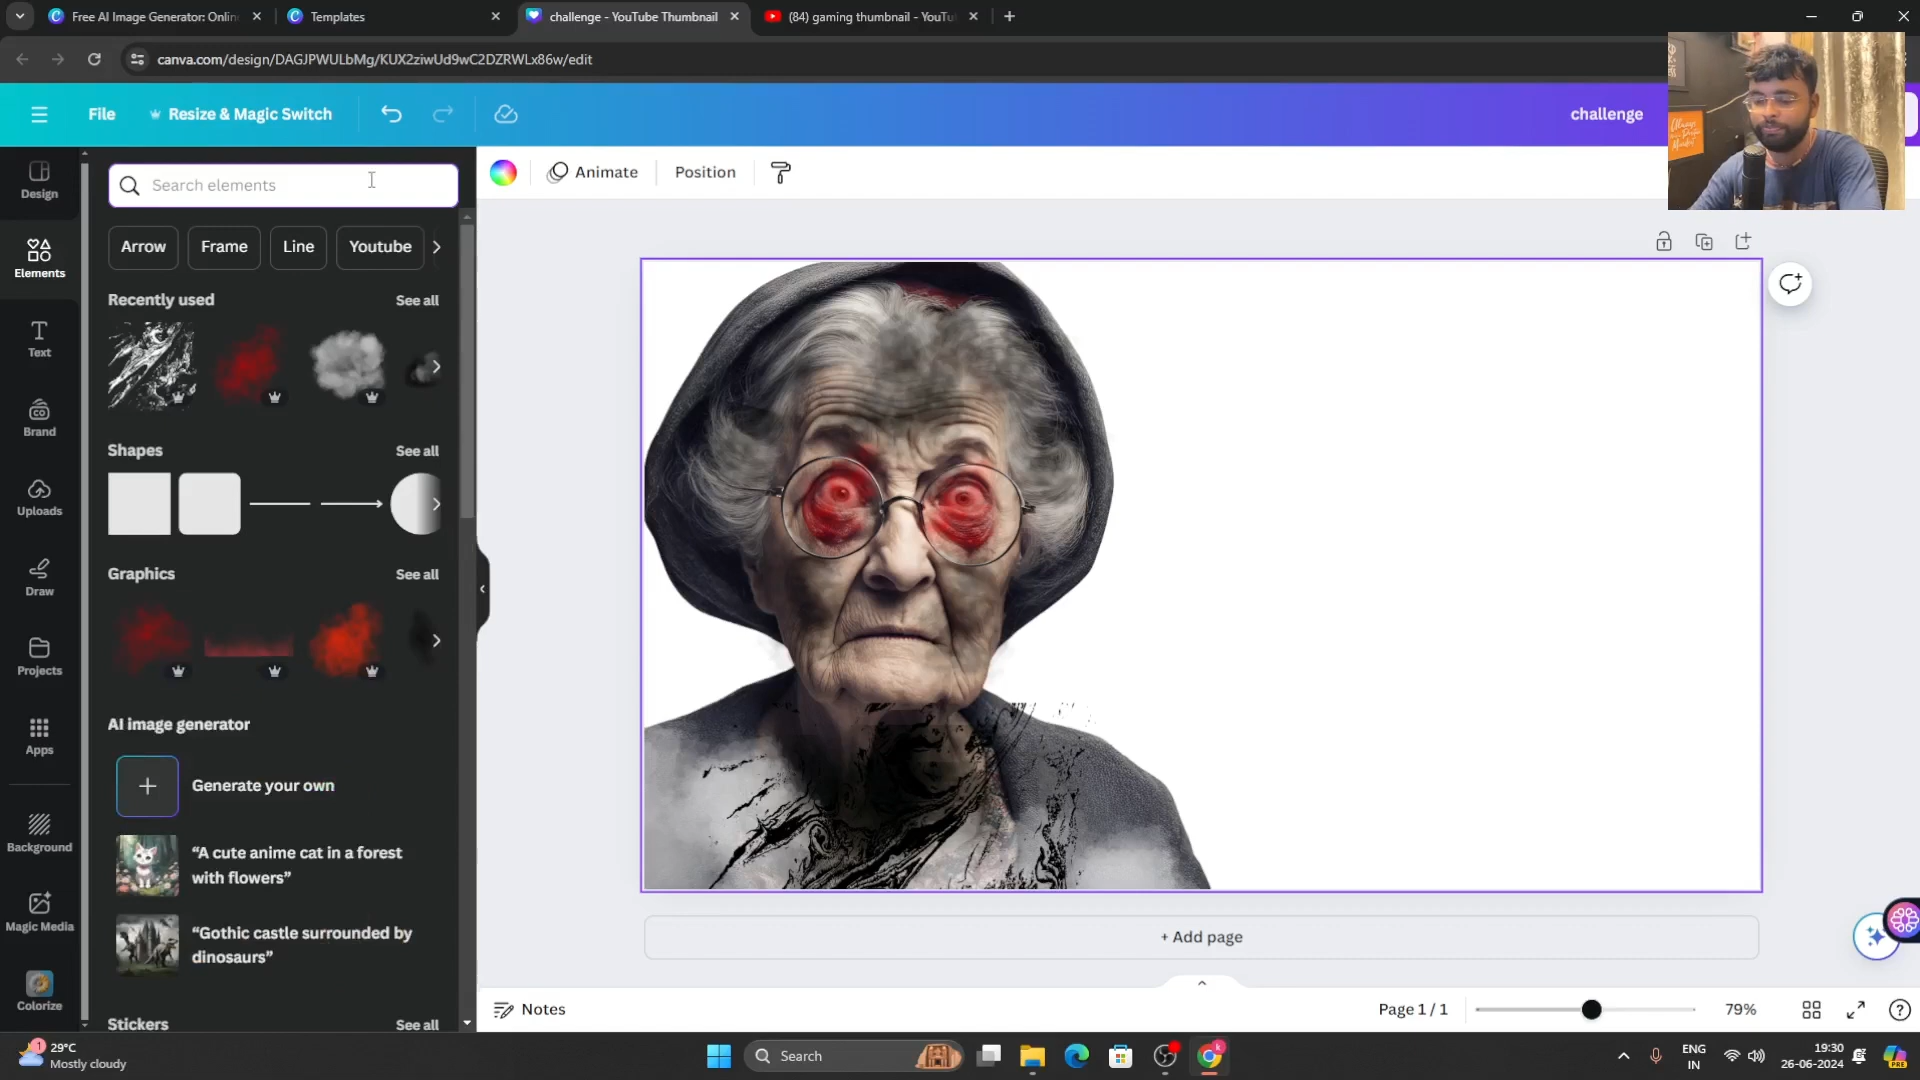 Free AI Image Generator: Onlin
Templates
challenge - YouTube Thumbnail
(84) gaming thumbnail - YouTu
canva.com/design/DAGJPWULbMg/KUX2ziwUd9wC2DZRWLx86w/edit
File
Resize & Magic Switch
challenge
Design
Elements
Text
Brand
Uploads
Draw
Projects
Apps
Background
Magic Media
Colorize
Search elements
Arrow
Frame
Line
Youtube
Recently used
See all
Shapes
See all
Graphics
See all
AI image generator
Generate your own
“A cute anime cat in a forest
with flowers”
“Gothic castle surrounded by
dinosaurs”
Stickers
See all
Animate
Position
Always
+ Add page
Notes
Page 1 / 1
79%
1
29°C
Mostly cloudy
Search
ENG
IN
19:30
26-06-2024
PRE